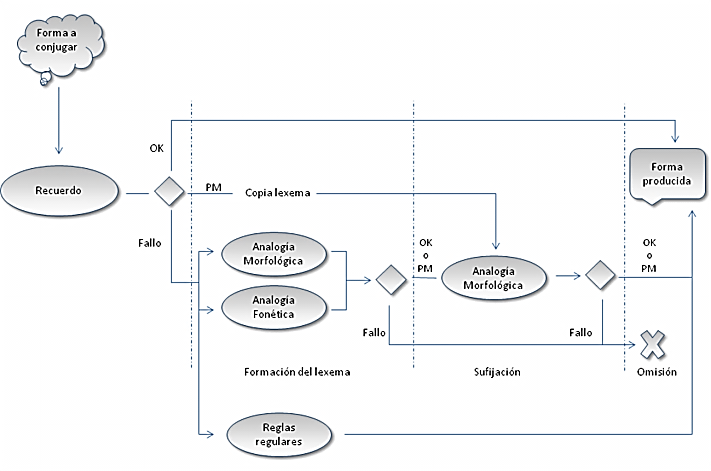 Forma a
conjugar
OK
Recuerdo
PM
Copia lexema
Forma
producida
Fallo
Analogía
Morfológica
Analogía
Fonética
OK
o
PM
Analogía
Morfológica
OK
o
PM
Fallo
Fallo
Formación del lexema
Sufijación
Omisión
Reglas
regulares